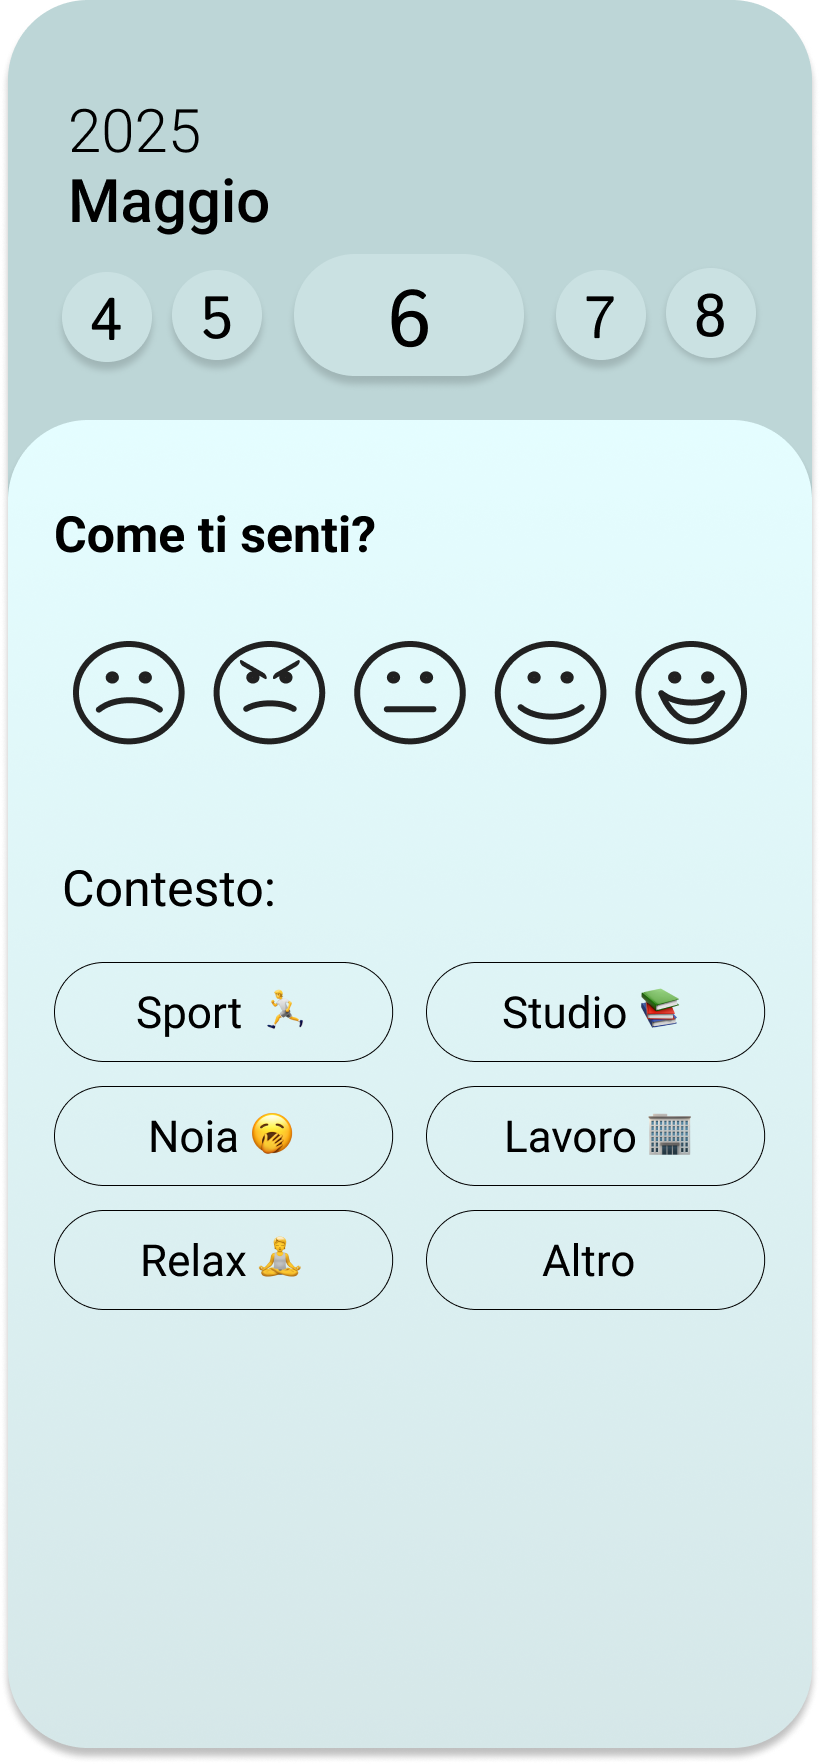 2025
Maggio
4 5 6 7 8
Come ti senti?
Contesto:
Sport 🏃 Studio 📚
Noia 🥱 Lavoro 🏢
Relax 🧘 Altro